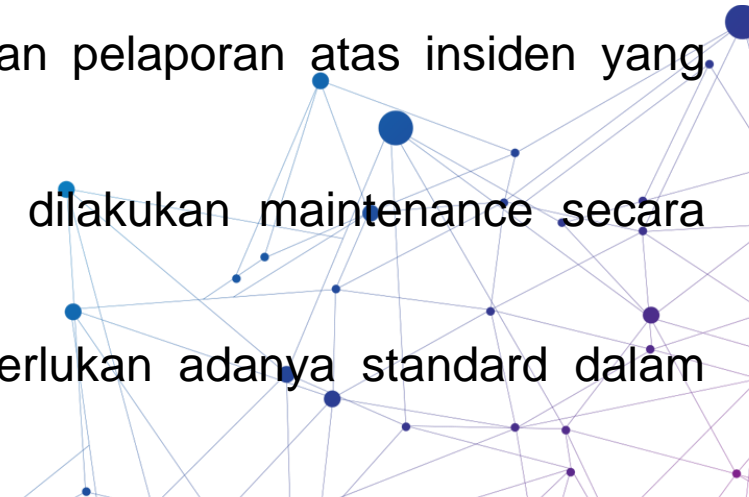 an pelaporan atas insiden yang
dilakukan maintenance secara
erlukan adanya standard dalam